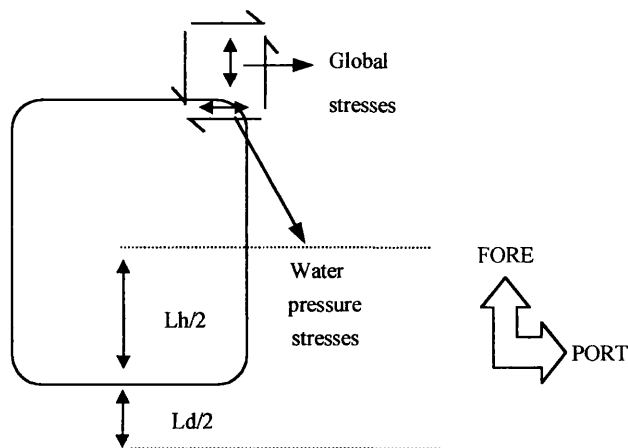 Global
stresses
Water
pressure
stresses
FORE
PORT
Lh/2
Ld/2